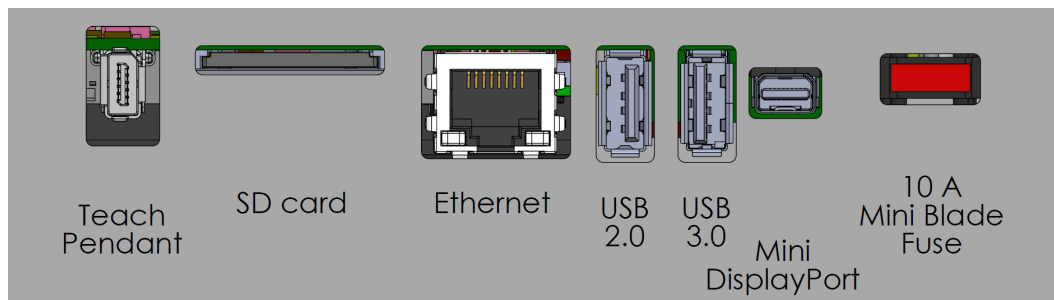 Teach
Pendant
SD card
Ethernet
USB
2.0
USB
3.0
Mini
DisplayPort
10 A
Mini Blade
Fuse